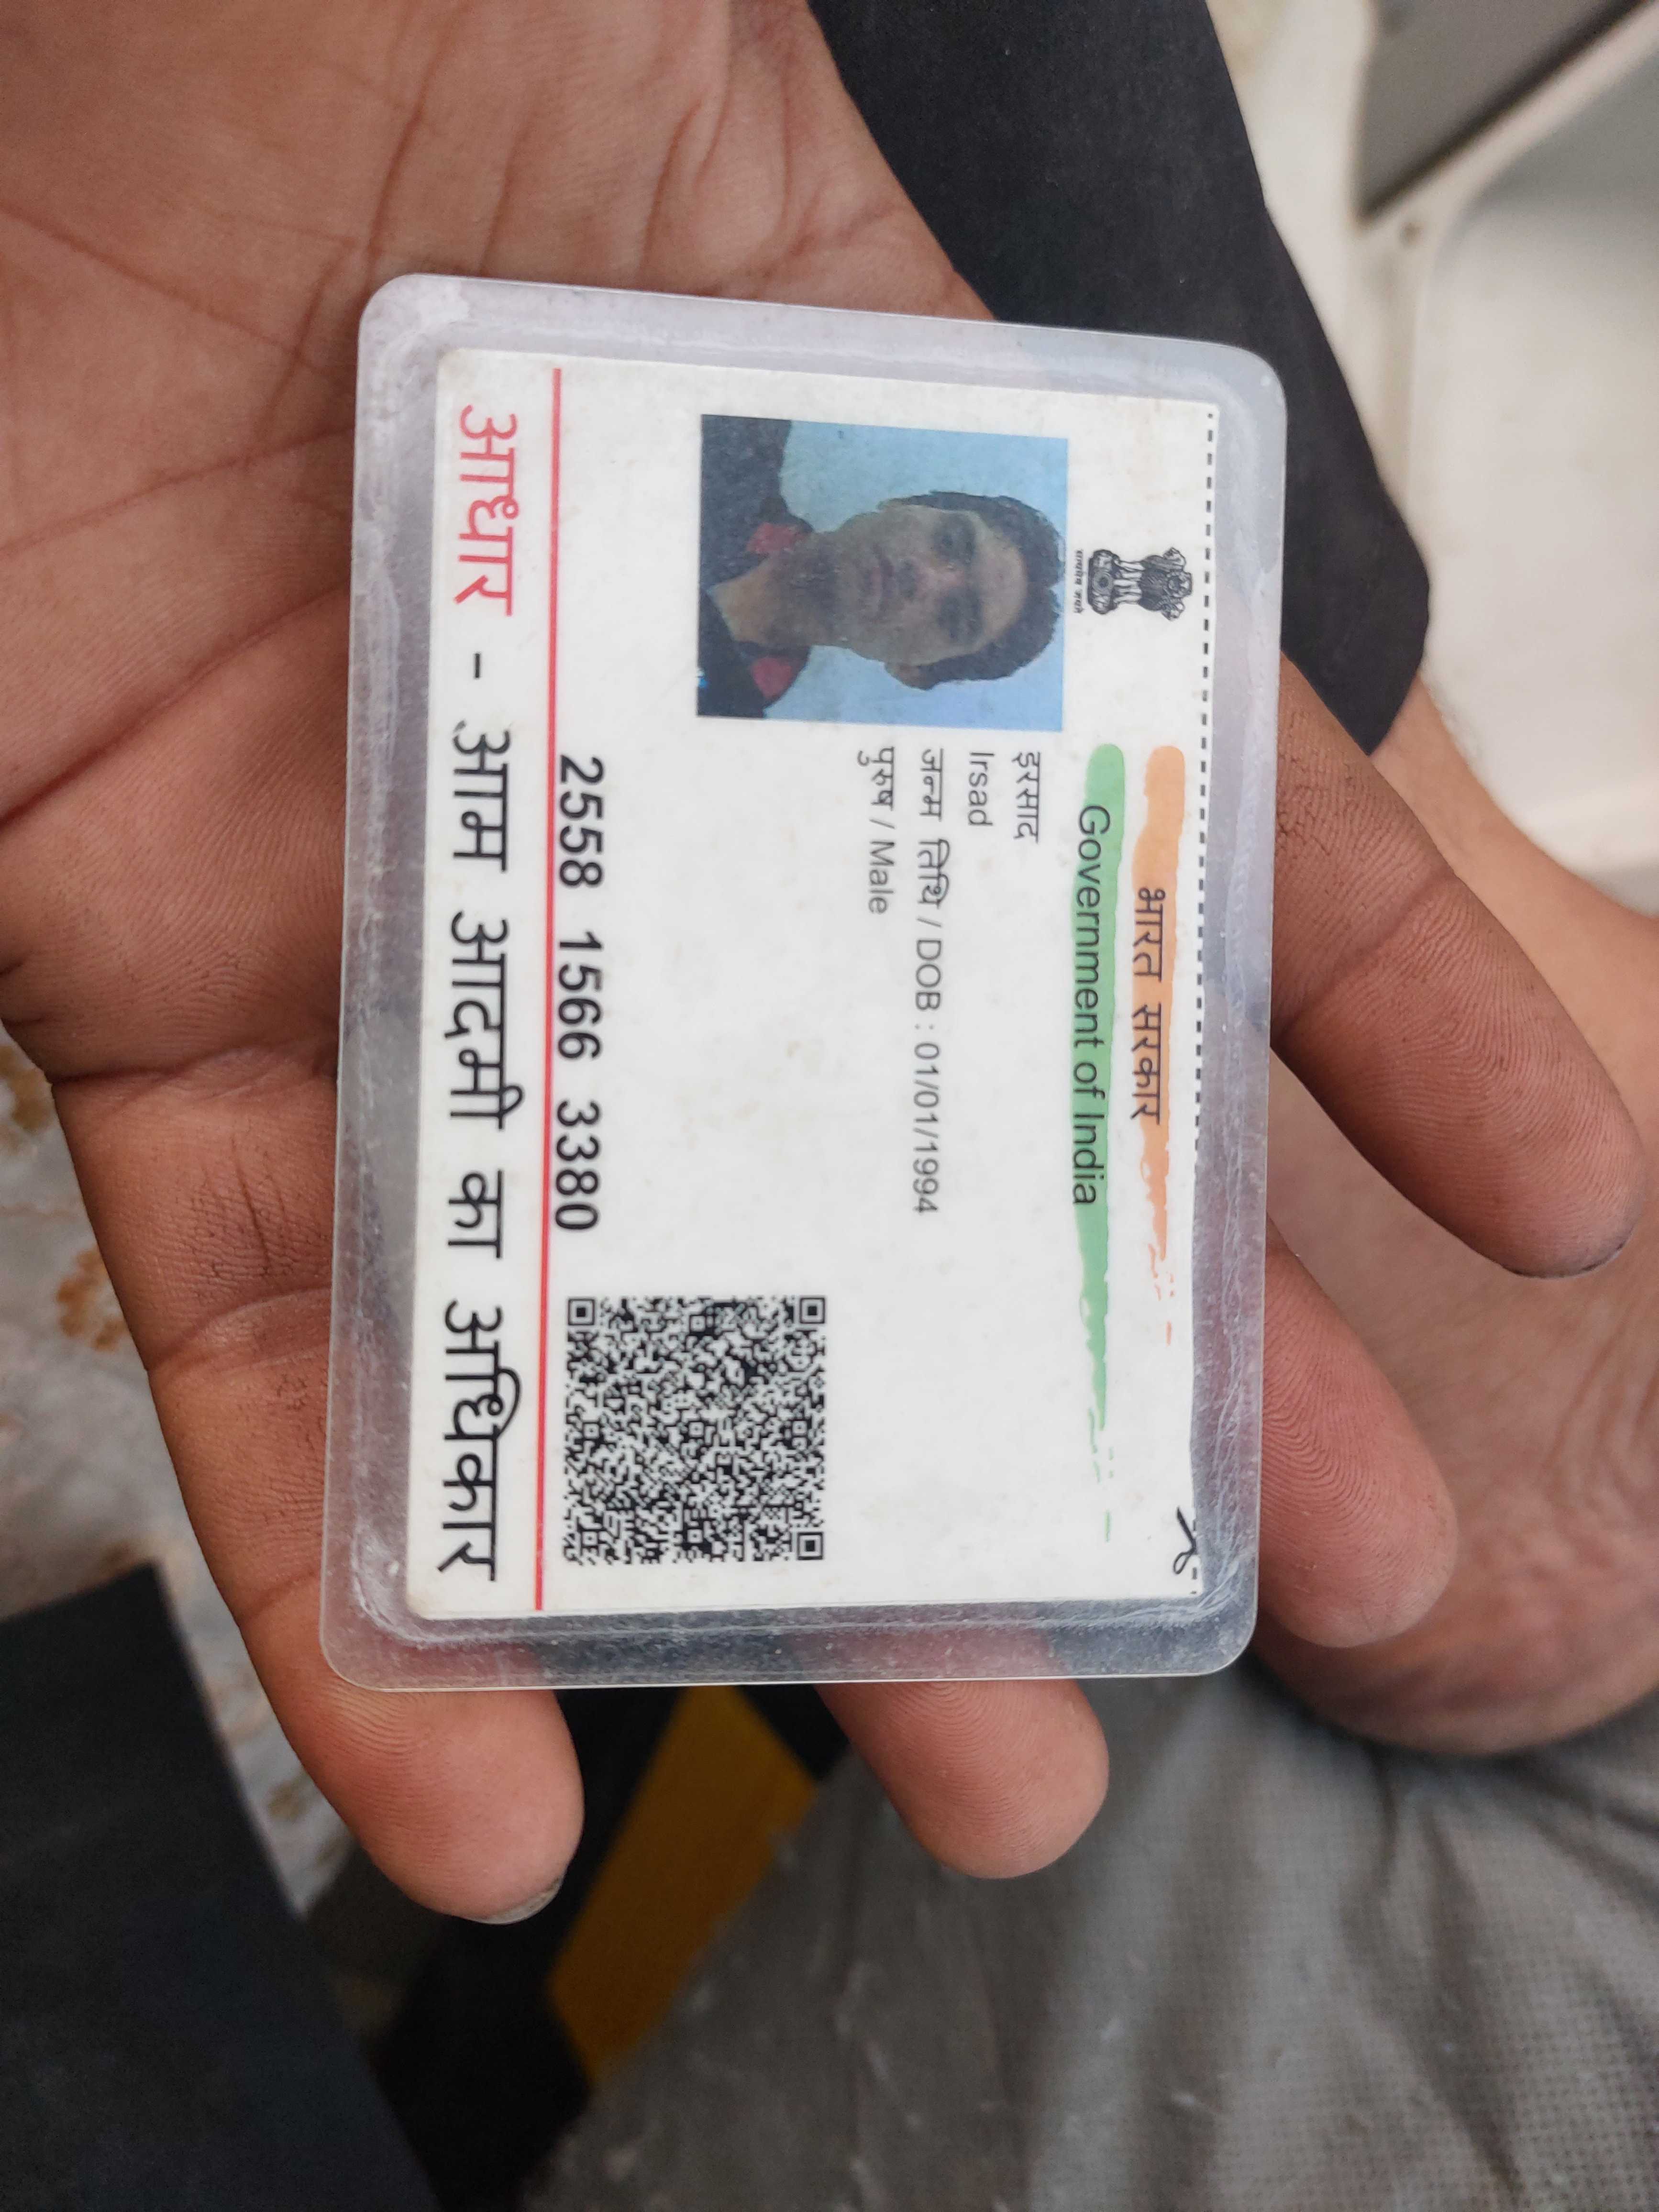 भारत सरकार
Government of India
सत्यमेव जयते
इरसाद
Irsad
जन्म तिथि / DOB : 01/01/1994
पुरुष / Male
2558 1566 3380
आधार - आम आदमी का अधिकार